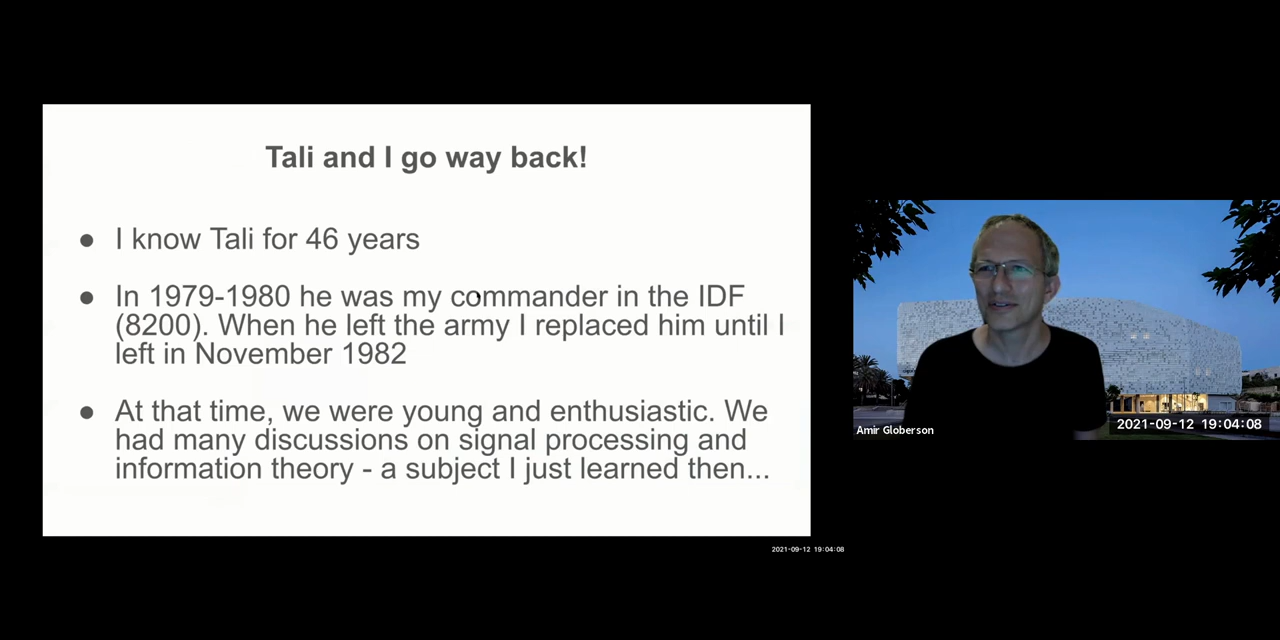 Tali and I go way back!
● I know Tali for 46 years
● In 1979-1980 he was my commander in the IDF
(8200). When he left the army I replaced him until I
left in November 1982
● At that time, we were young and enthusiastic. We
had many discussions on signal processing and
information theory - a subject I just learned then...
Amir Globerson
2021-09-12 19:04:08
2021-09-12 19:04:08